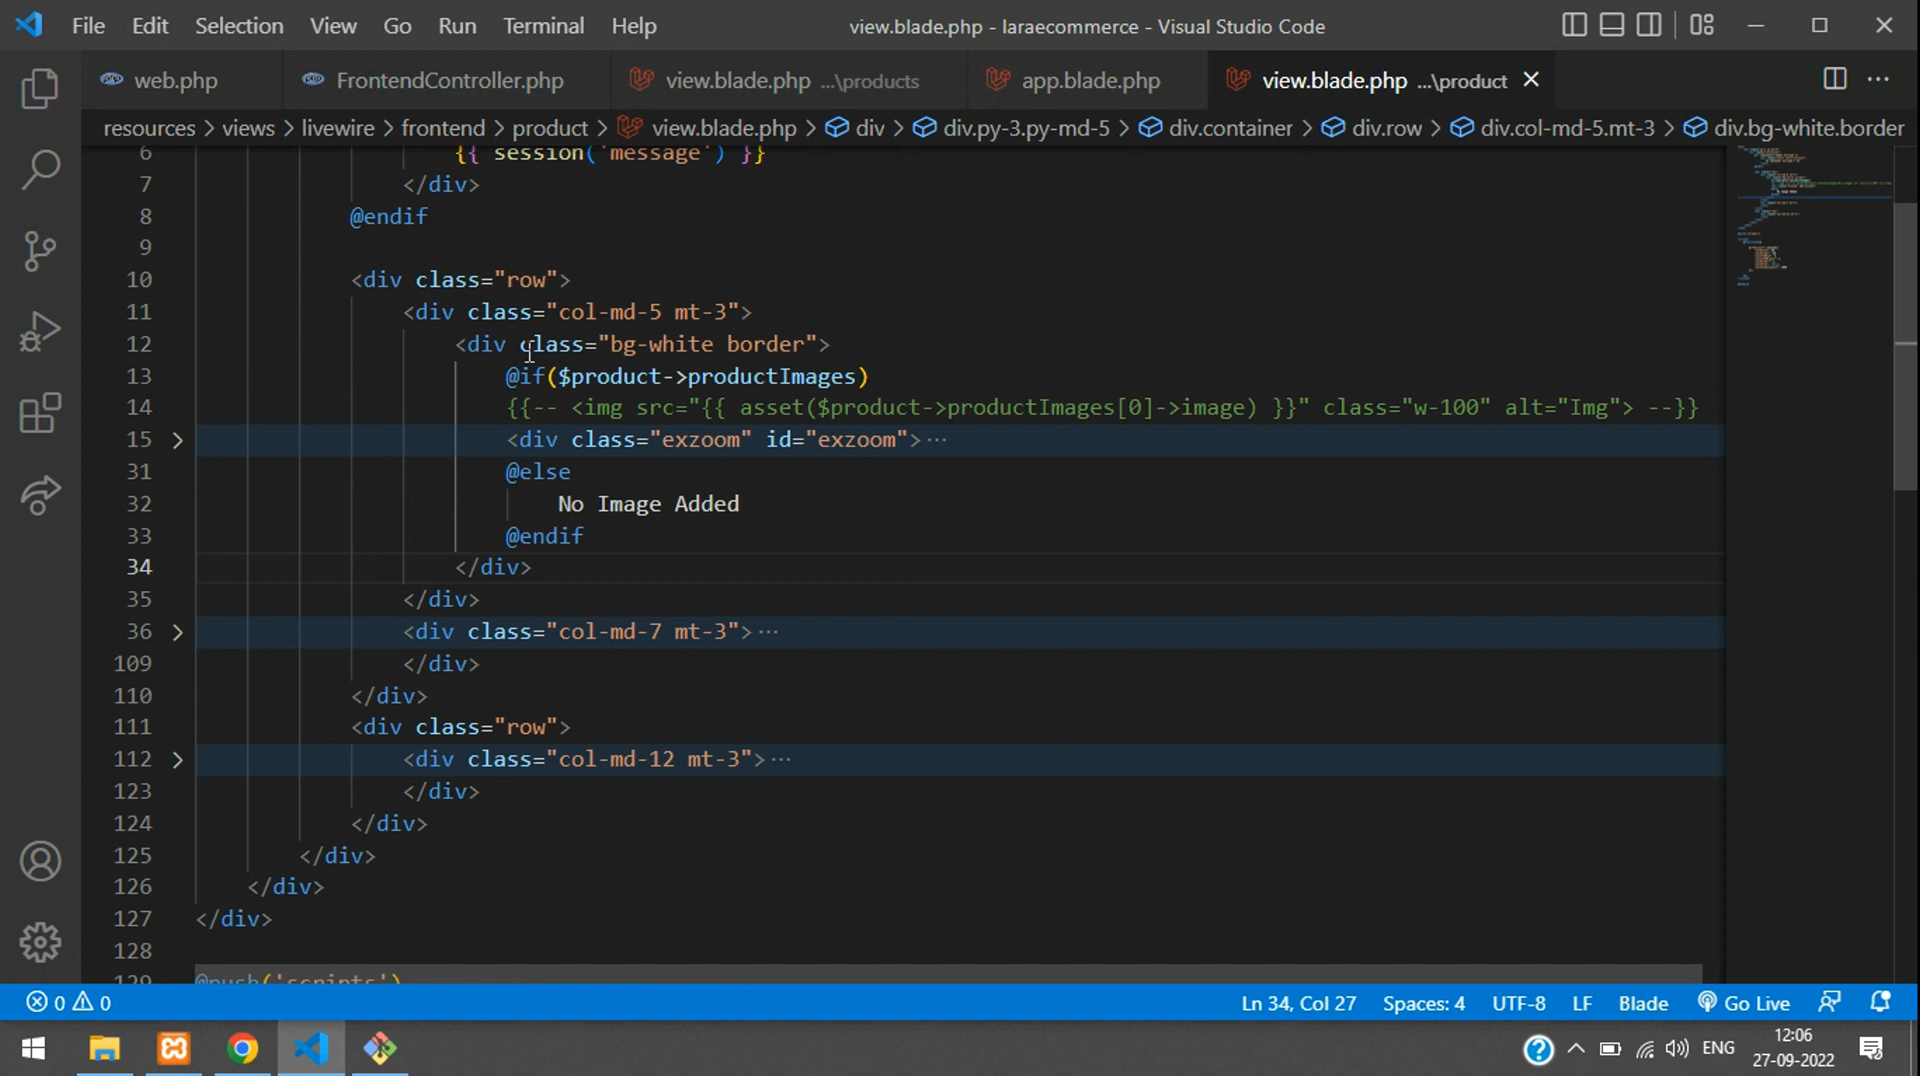 File Edit Selection View Go Run Terminal Help view.blade.php - laraecommerce - Visual Studio Code
web.php FrontendController.php view.blade.php ...\products app.blade.php view.blade.php ...\product
resources > views > livewire > frontend > product > view.blade.php > div > div.py-3.py-md-5 > div.container > div.row > div.col-md-5.mt-3 > div.bg-white.border
6 {{ session('message') }}
7 </div>
8 @endif
9
10 <div class="row">
11 <div class="col-md-5 mt-3">
12 <div class="bg-white border">
13 @if($product->productImages)
14 {{-- <img src="{{ asset($product->productImages[0]->image) }}" class="w-100" alt="Img"> --}}
15 <div class="exzoom" id="exzoom">···
31 @else
32 No Image Added
33 @endif
34 </div>
35 </div>
36 <div class="col-md-7 mt-3">···
109 </div>
110 </div>
111 <div class="row">
112 <div class="col-md-12 mt-3">···
123 </div>
124 </div>
125 </div>
126 </div>
127 </div>
128
129 @push('scripts')
0 0 Ln 34, Col 27 Spaces: 4 UTF-8 LF Blade Go Live
ENG 12:06
27-09-2022